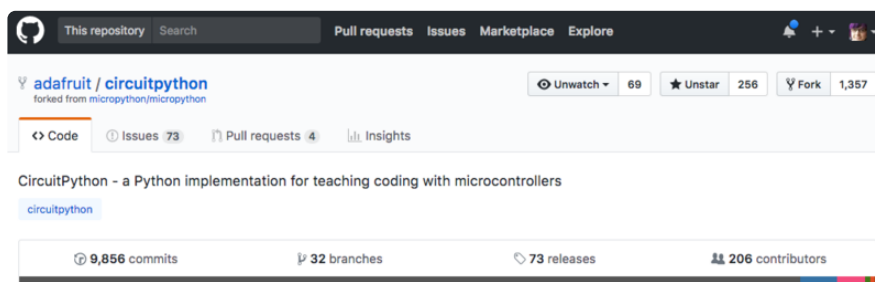 This repository Search Pull requests Issues Marketplace Explore
adafruit / circuitpython Unwatch 69 Unstar 256 Fork 1,357
forked from micropython/micropython
<> Code Issues 73 Pull requests 4 Insights
CircuitPython - a Python implementation for teaching coding with microcontrollers
circuitpython
9,856 commits 32 branches 73 releases 206 contributors